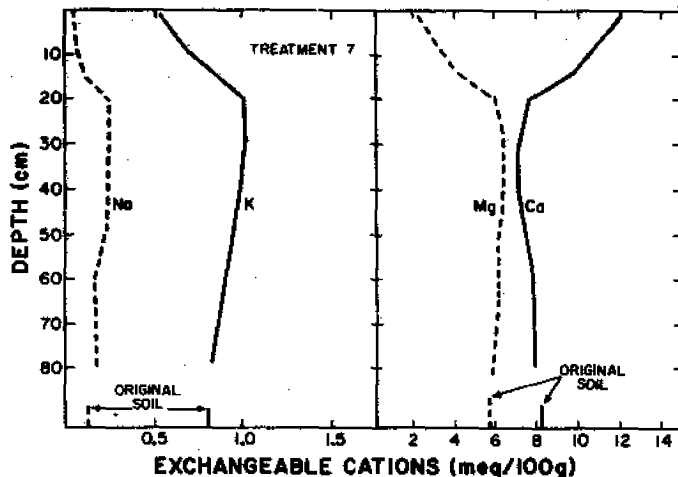 TREATMENT 7
10
20
30
40
50
60
70
80
DEPTH (cm)
Na
K
Mg
Ca
ORIGINAL
SOIL
ORIGINAL
SOIL
0.5
1.0
1.5
2
4
6
8
10
12
14
EXCHANGEABLE CATIONS (meq/100g)